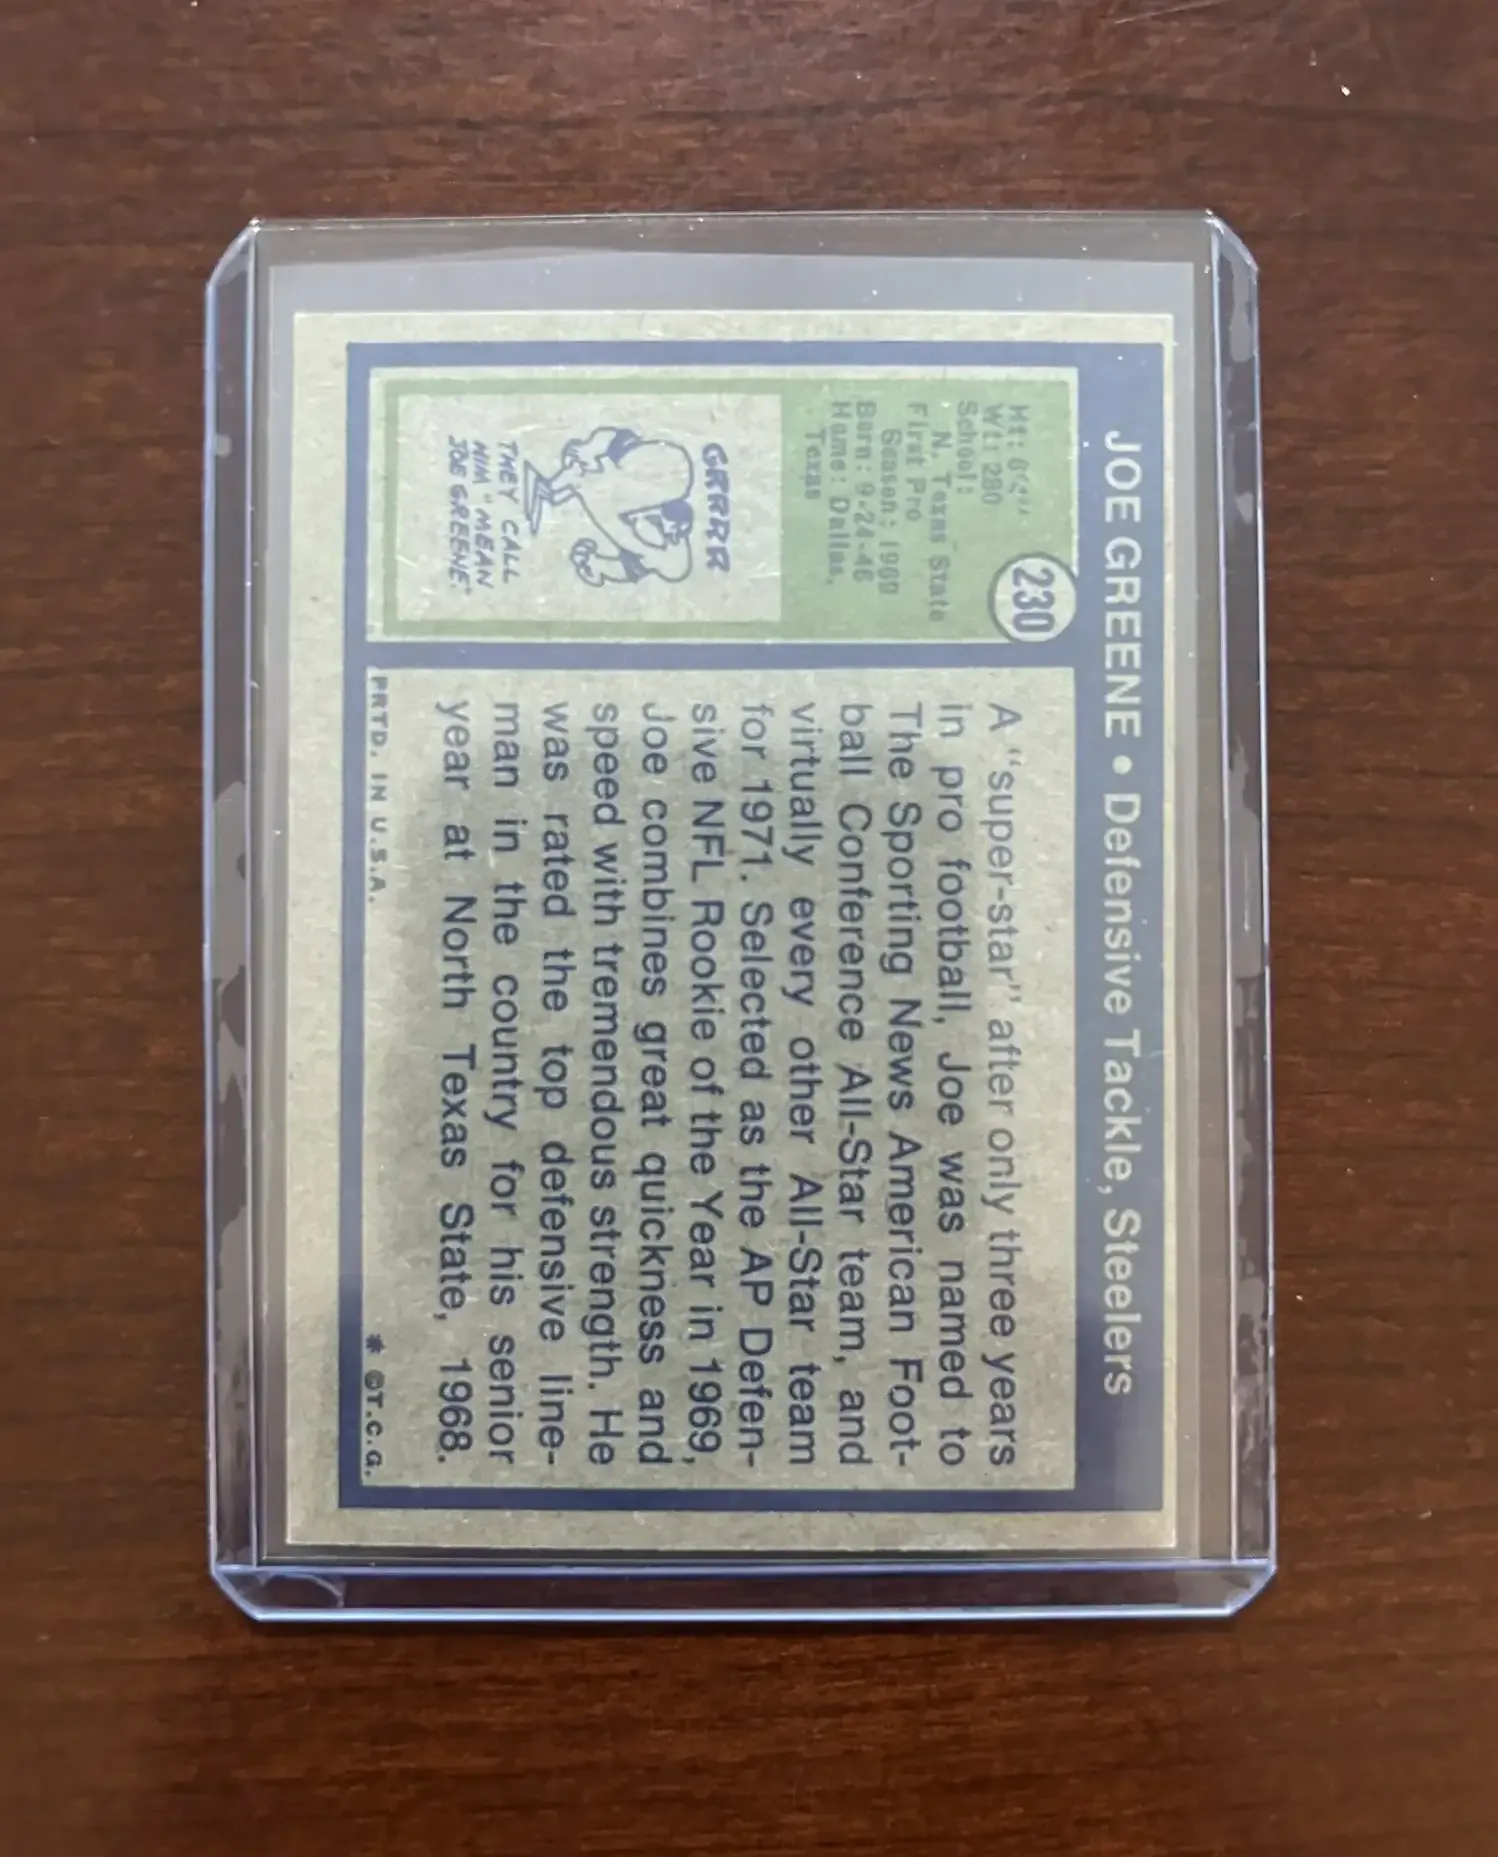 JOE GREENE • Defensive Tackle, Steelers
230
Wt: 280
School:
N. Texas State
First Pro
Season: 1969
Born: 9-24-46
Home: Dallas,
Texas
GRRRR
THEY CALL
HIM "MEAN
JOE GREENE."
A "super-star" after only three years
in pro football, Joe was named to
The Sporting News American Foot-
ball Conference All-Star team, and
virtually every other All-Star team
for 1971. Selected as the AP Defen-
sive NFL Rookie of the Year in 1969,
Joe combines great quickness and
speed with tremendous strength. He
was rated the top defensive line-
man in the country for his senior
year at North Texas State, 1968.
PRTD. IN U.S.A.
* ©T.C.G.